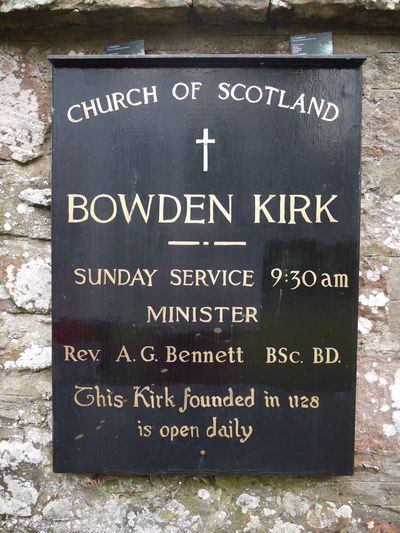 CHURCH OF SCOTLAND
BOWDEN KIRK
SUNDAY SERVICE 9:30 am
MINISTER
Rev. A. G. Bennett BSc. BD.
This Kirk founded in 1128
is open daily